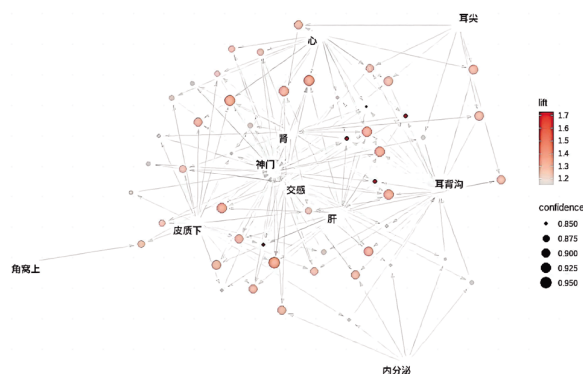 耳尖
心
肾
神门
交感
耳背沟
肝
皮质下
角窝上
内分泌
lift
1.7
1.6
1.5
1.4
1.3
1.2
confidence
0.850
0.875
0.900
0.925
0.950